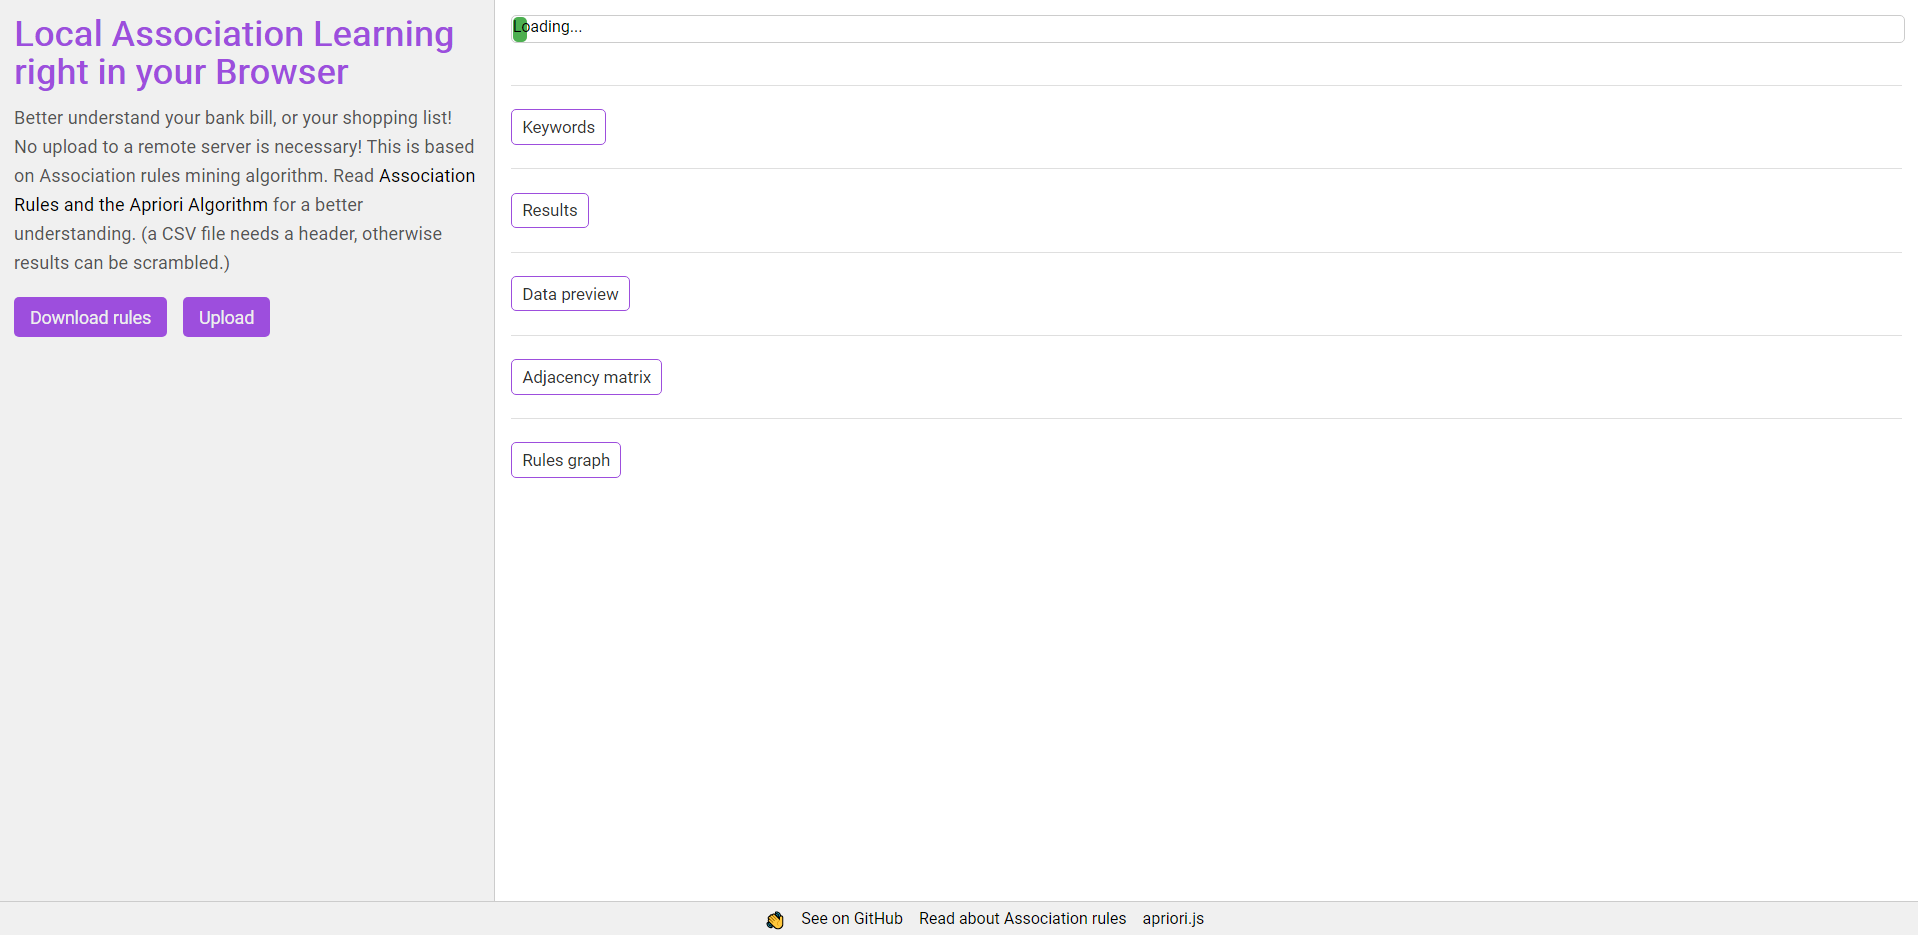 Local Association Learning
right in your Browser
Better understand your bank bill, or your shopping list!
No upload to a remote server is necessary! This is based
on Association rules mining algorithm. Read Association
Rules and the Apriori Algorithm for a better
understanding. (a CSV file needs a header, otherwise
results can be scrambled.)
Download rules Upload
Loading...
Keywords
Results
Data preview
Adjacency matrix
Rules graph
See on GitHub Read about Association rules apriori.js